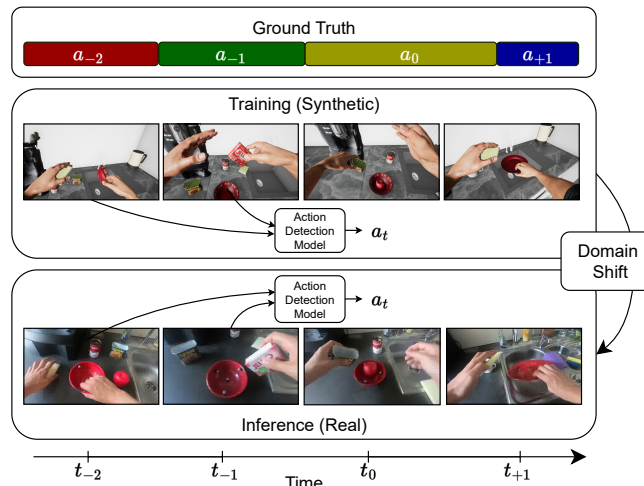 Ground Truth
a₋₂ a₋₁ a₀ a₊₁
Training (Synthetic)
Action
Detection
Model
aₜ
Domain
Shift
Action
Detection
Model
aₜ
Inference (Real)
t₋₂ t₋₁ t₀ t₊₁
Time